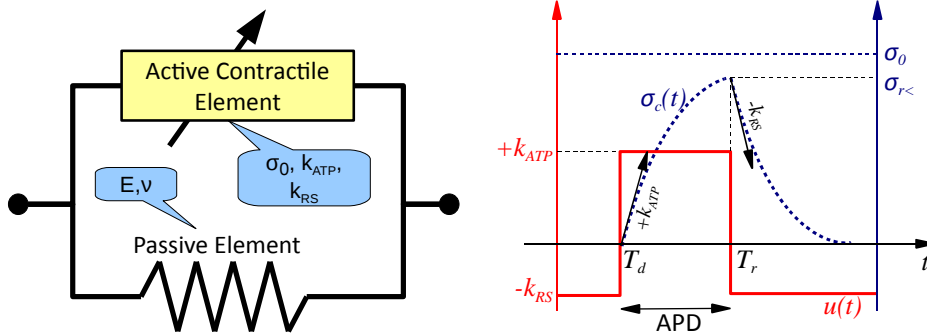 Active Contractile
Element
σ0, kATP,
kRS
E,ν
Passive Element
σ0
σr<
σc(t)
-kRS
+kATP
+kATP
Td
Tr
t
-kRS
u(t)
APD